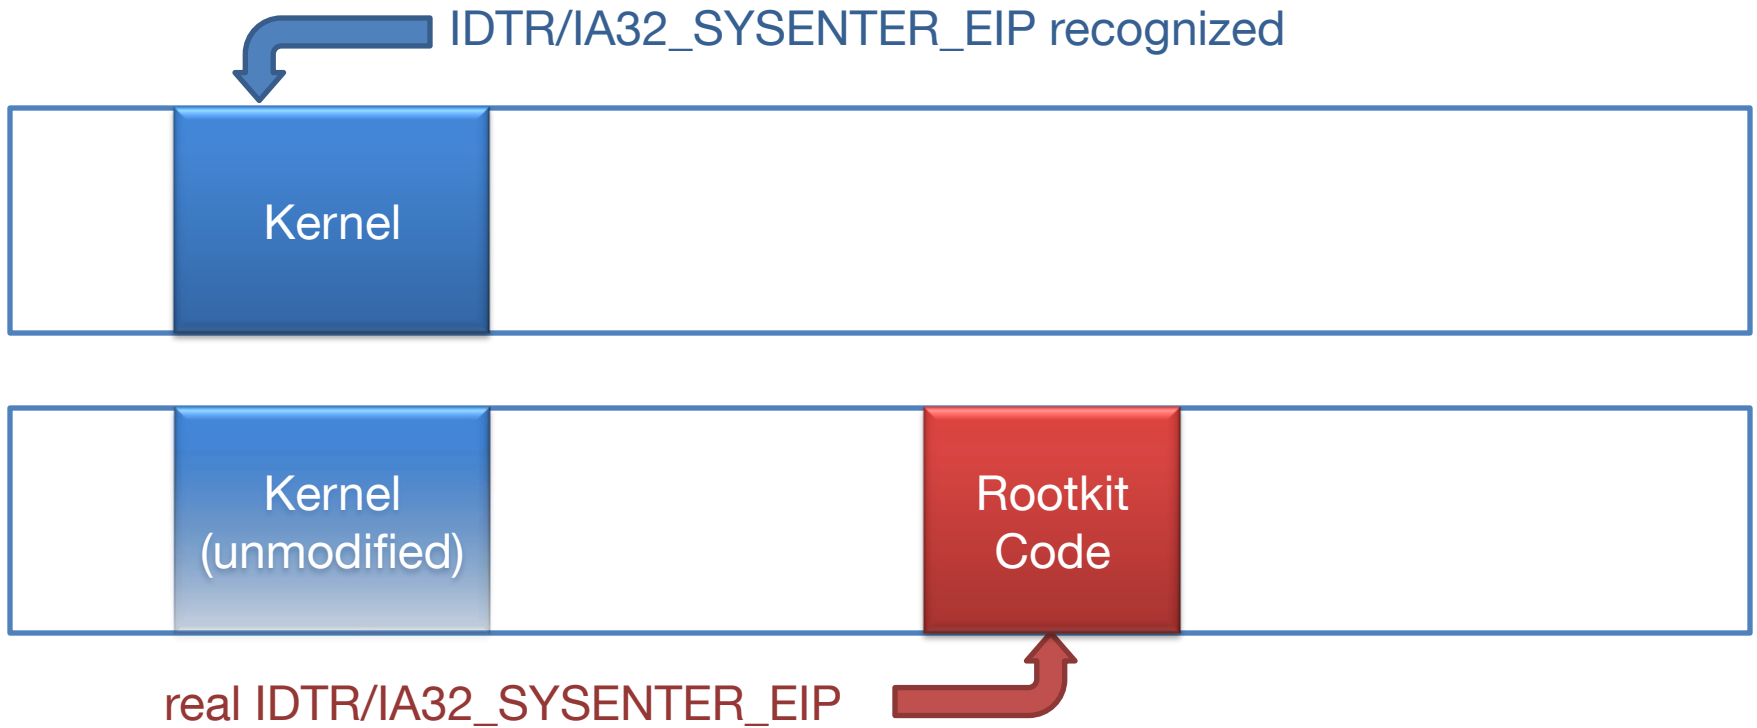 IDTR/IA32_SYSENTER_EIP recognized
Kernel
Kernel
(unmodified)
Rootkit
Code
real IDTR/IA32_SYSENTER_EIP